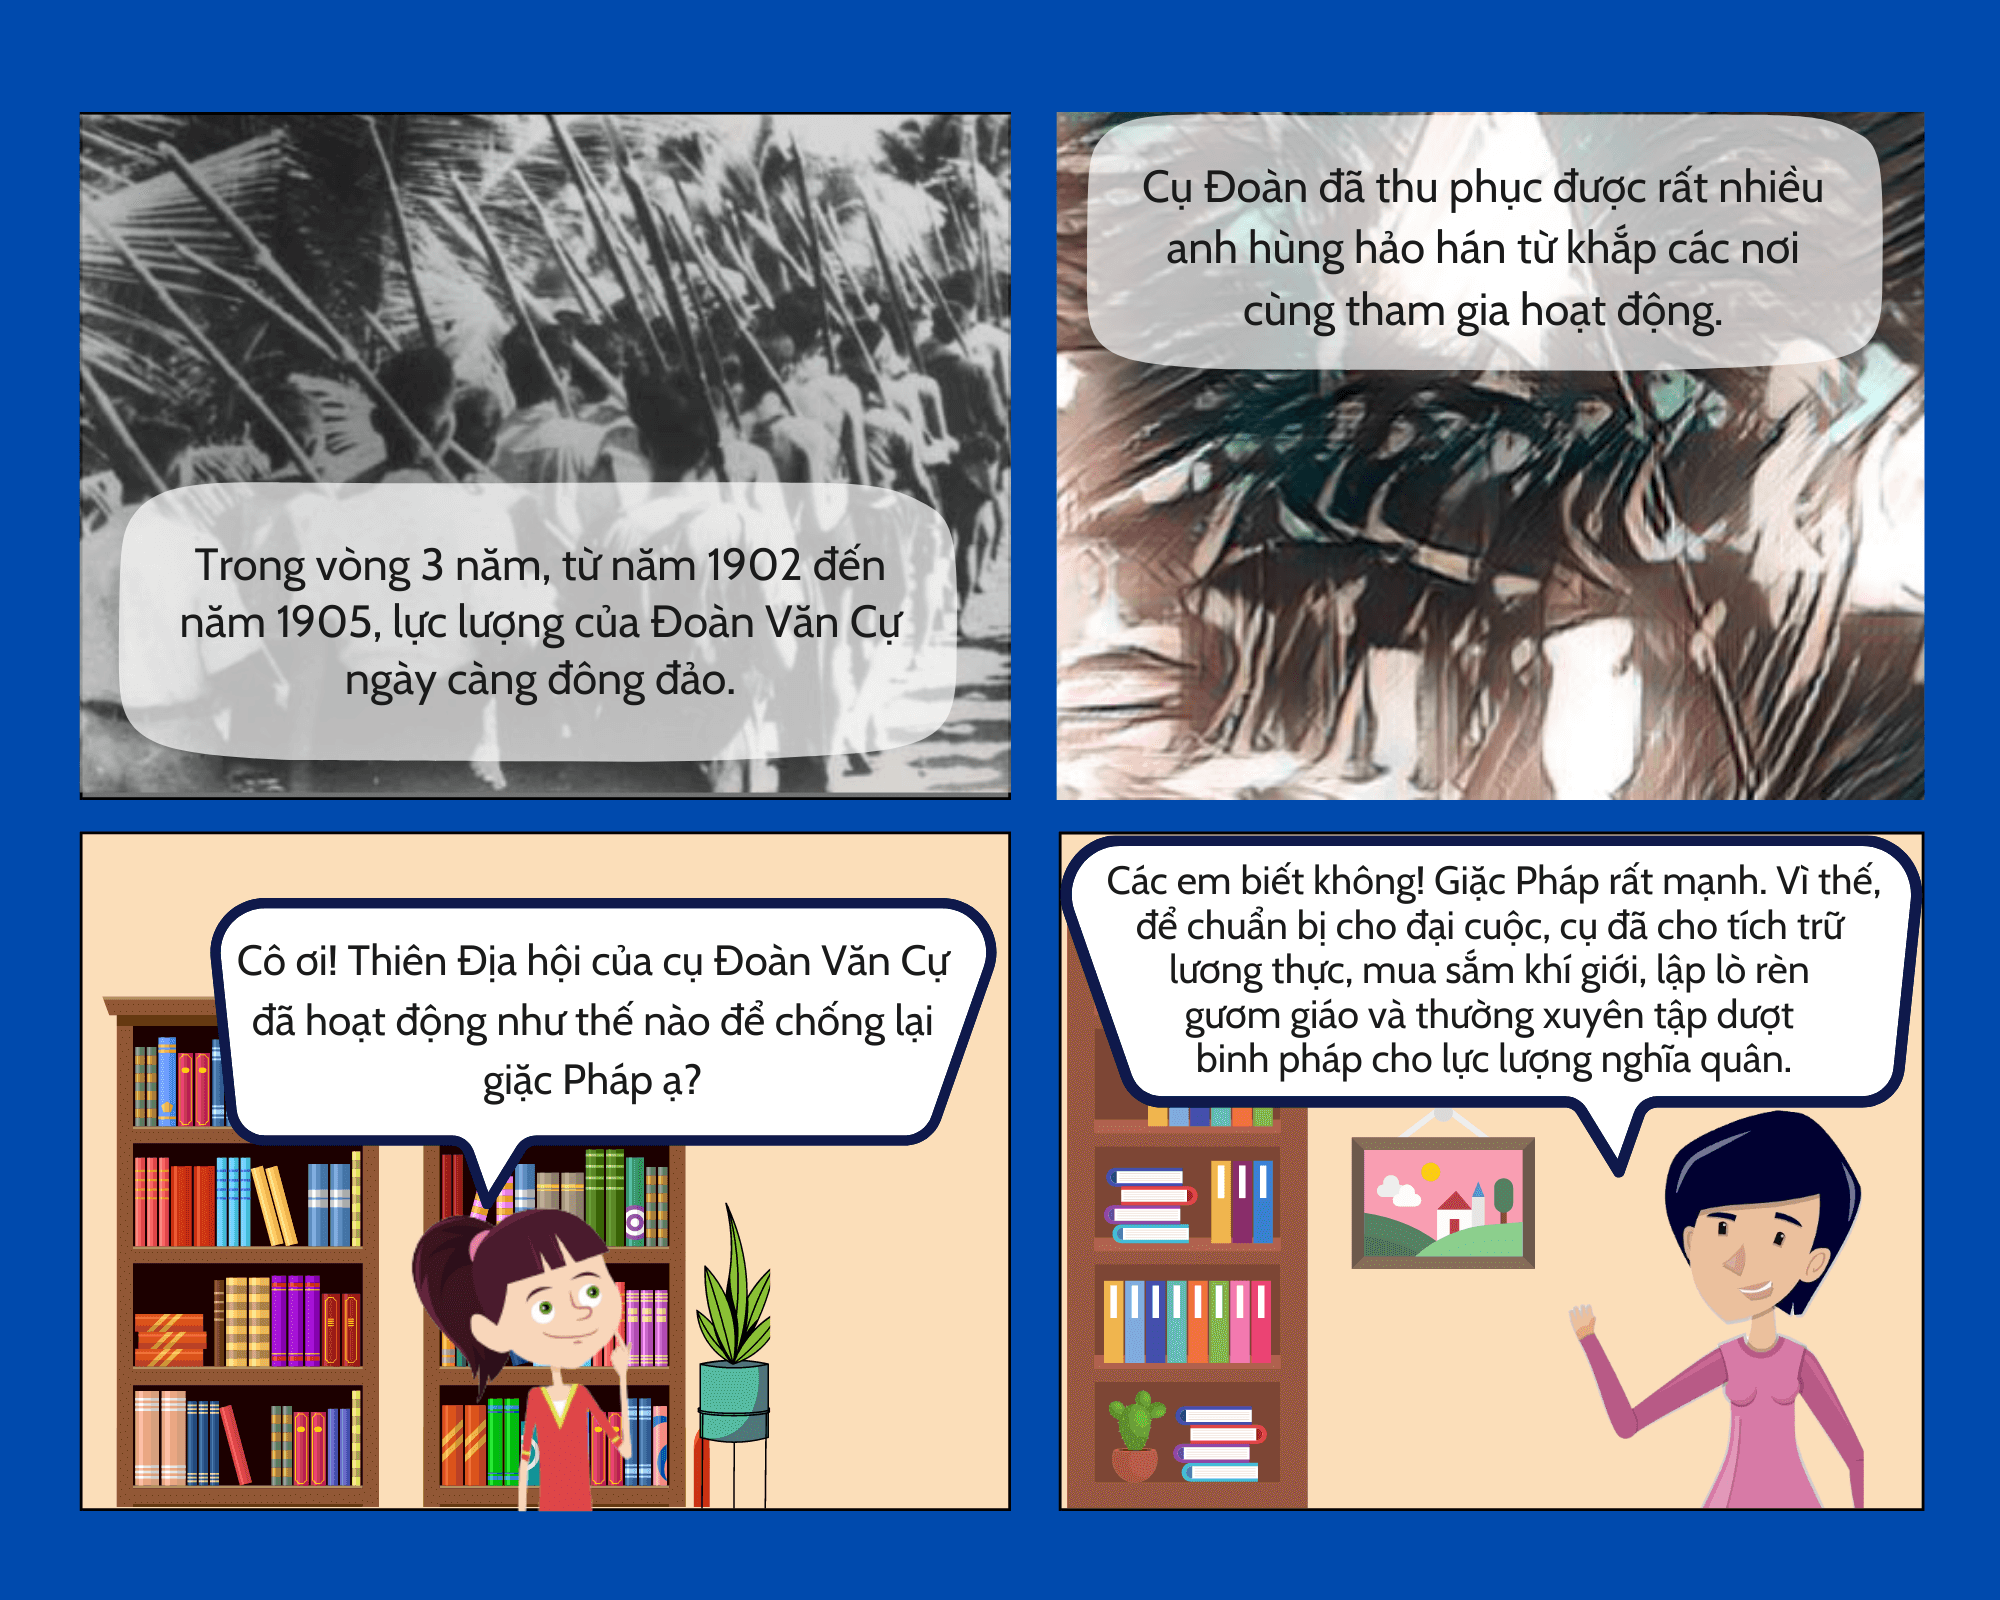 Trong vòng 3 năm, từ năm 1902 đến
năm 1905, lực lượng của Đoàn Văn Cự
ngày càng đông đảo.
Cụ Đoàn đã thu phục được rất nhiều
anh hùng hảo hán từ khắp các nơi
cùng tham gia hoạt động.
Cô ơi! Thiên Địa hội của cụ Đoàn Văn Cự
đã hoạt động như thế nào để chống lại
giặc Pháp ạ?
Các em biết không! Giặc Pháp rất mạnh. Vì thế,
để chuẩn bị cho đại cuộc, cụ đã cho tích trữ
lương thực, mua sắm khí giới, lập lò rèn
gươm giáo và thường xuyên tập dượt
binh pháp cho lực lượng nghĩa quân.